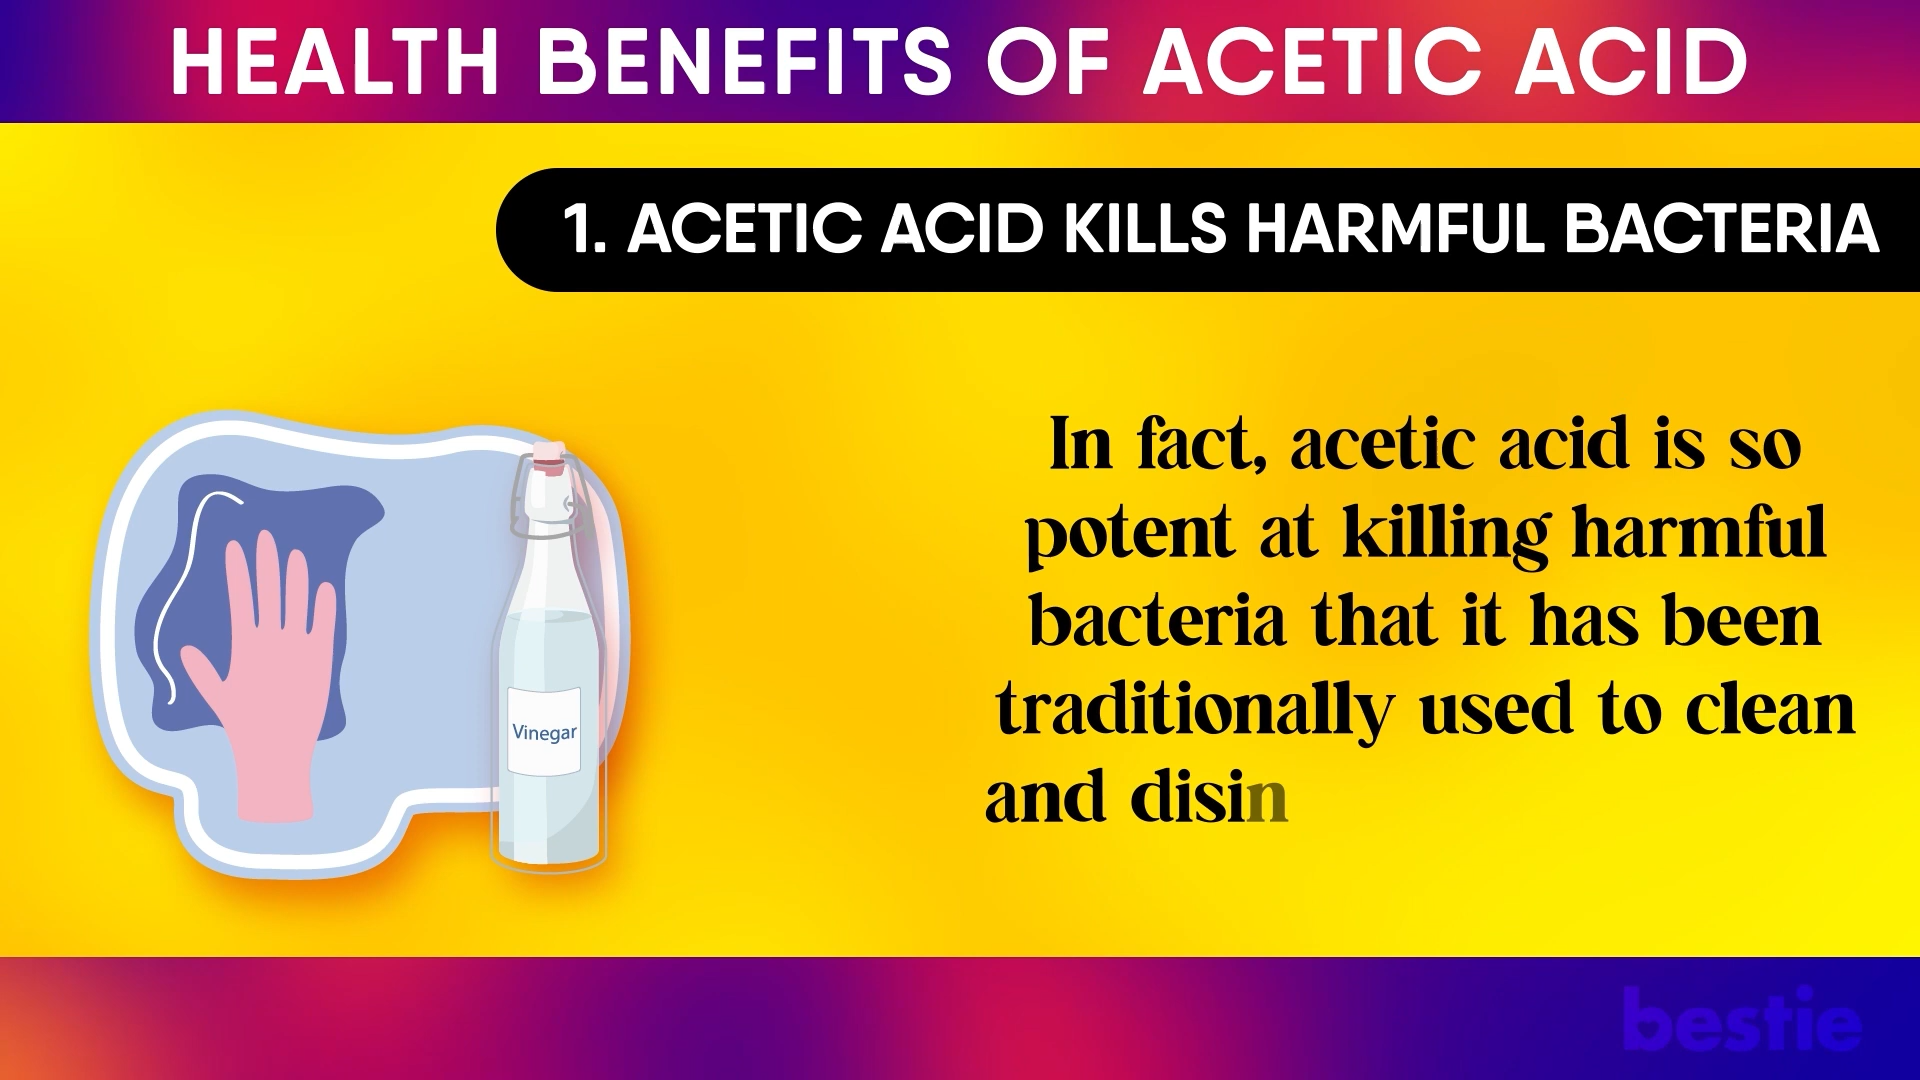 HEALTH BENEFITS OF ACETIC ACID
1. ACETIC ACID KILLS HARMFUL BACTERIA
In fact, acetic acid is so
potent at killing harmful
bacteria that it has been
traditionally used to clean
and disin
Vinegar
bestie